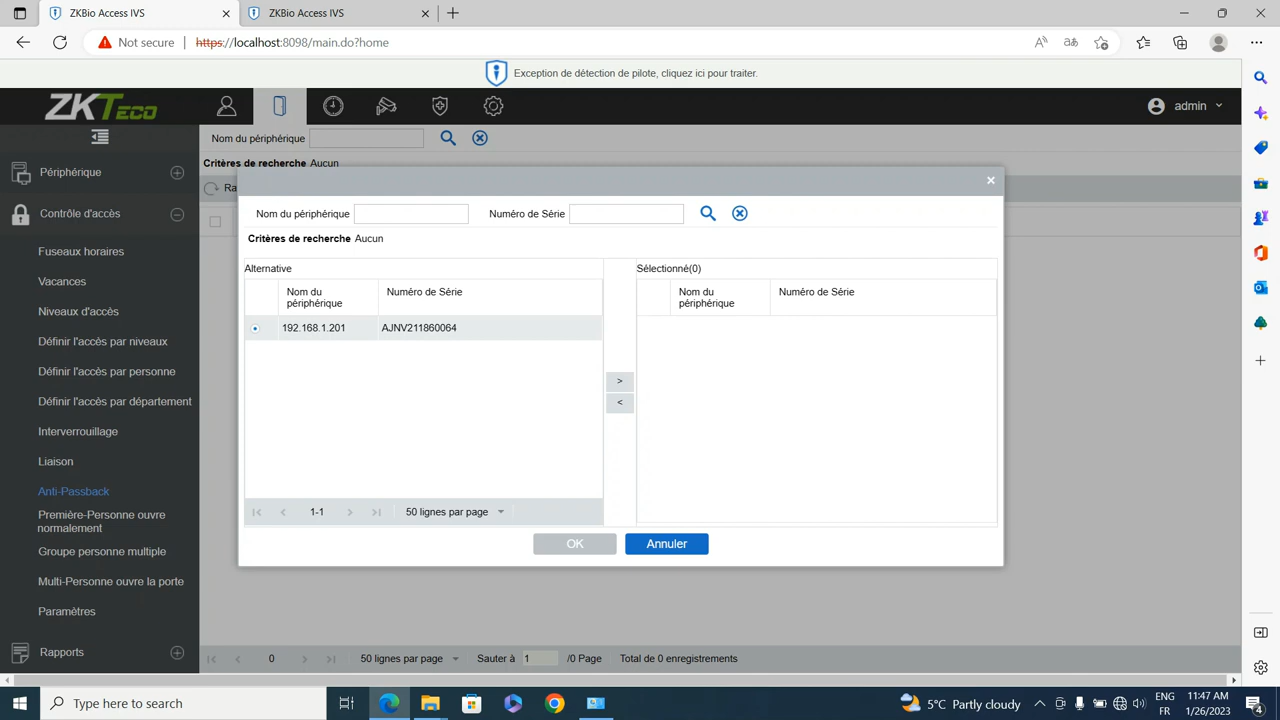 ZKBio Access IVS
ZKBio Access IVS
Not secure
https://localhost:8098/main.do?home
Exception de détection de pilote, cliquez ici pour traiter.
ZKTeco
admin
Nom du périphérique
Critères de recherche Aucun
Ra
Périphérique
Contrôle d'accès
Fuseaux horaires
Vacances
Niveaux d'accès
Définir l'accès par niveaux
Définir l'accès par personne
Définir l'accès par département
Interverrouillage
Liaison
Anti-Passback
Première-Personne ouvre
normalement
Groupe personne multiple
Multi-Personne ouvre la porte
Paramètres
Rapports
Nom du périphérique
Numéro de Série
Critères de recherche Aucun
Alternative
Nom du
périphérique
Numéro de Série
192.168.1.201
AJNV211860064
1-1
50 lignes par page
>
<
Sélectionné(0)
Nom du
périphérique
Numéro de Série
OK
Annuler
0
50 lignes par page
Sauter à 1 /0 Page
Total de 0 enregistrements
Type here to search
5°C Partly cloudy
ENG
FR
11:47 AM
1/26/2023
4